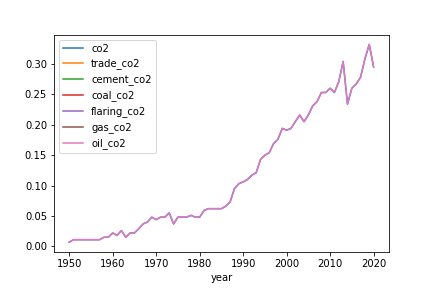 co2
trade_co2
cement_co2
coal_co2
flaring_co2
gas_co2
oil_co2
0.30
0.25
0.20
0.15
0.10
0.05
0.00
1950 1960 1970 1980 1990 2000 2010 2020
year